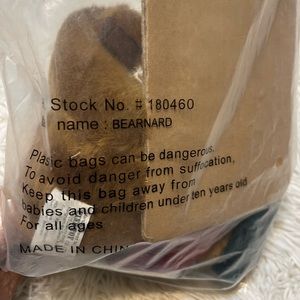 Stock No. # 180460
name : BEARNARD
Plastic bags can be dangerous,
To avoid danger from suffocation,
Keep this bag away from
babies and children under ten years old
For all ages
MADE IN CHINA